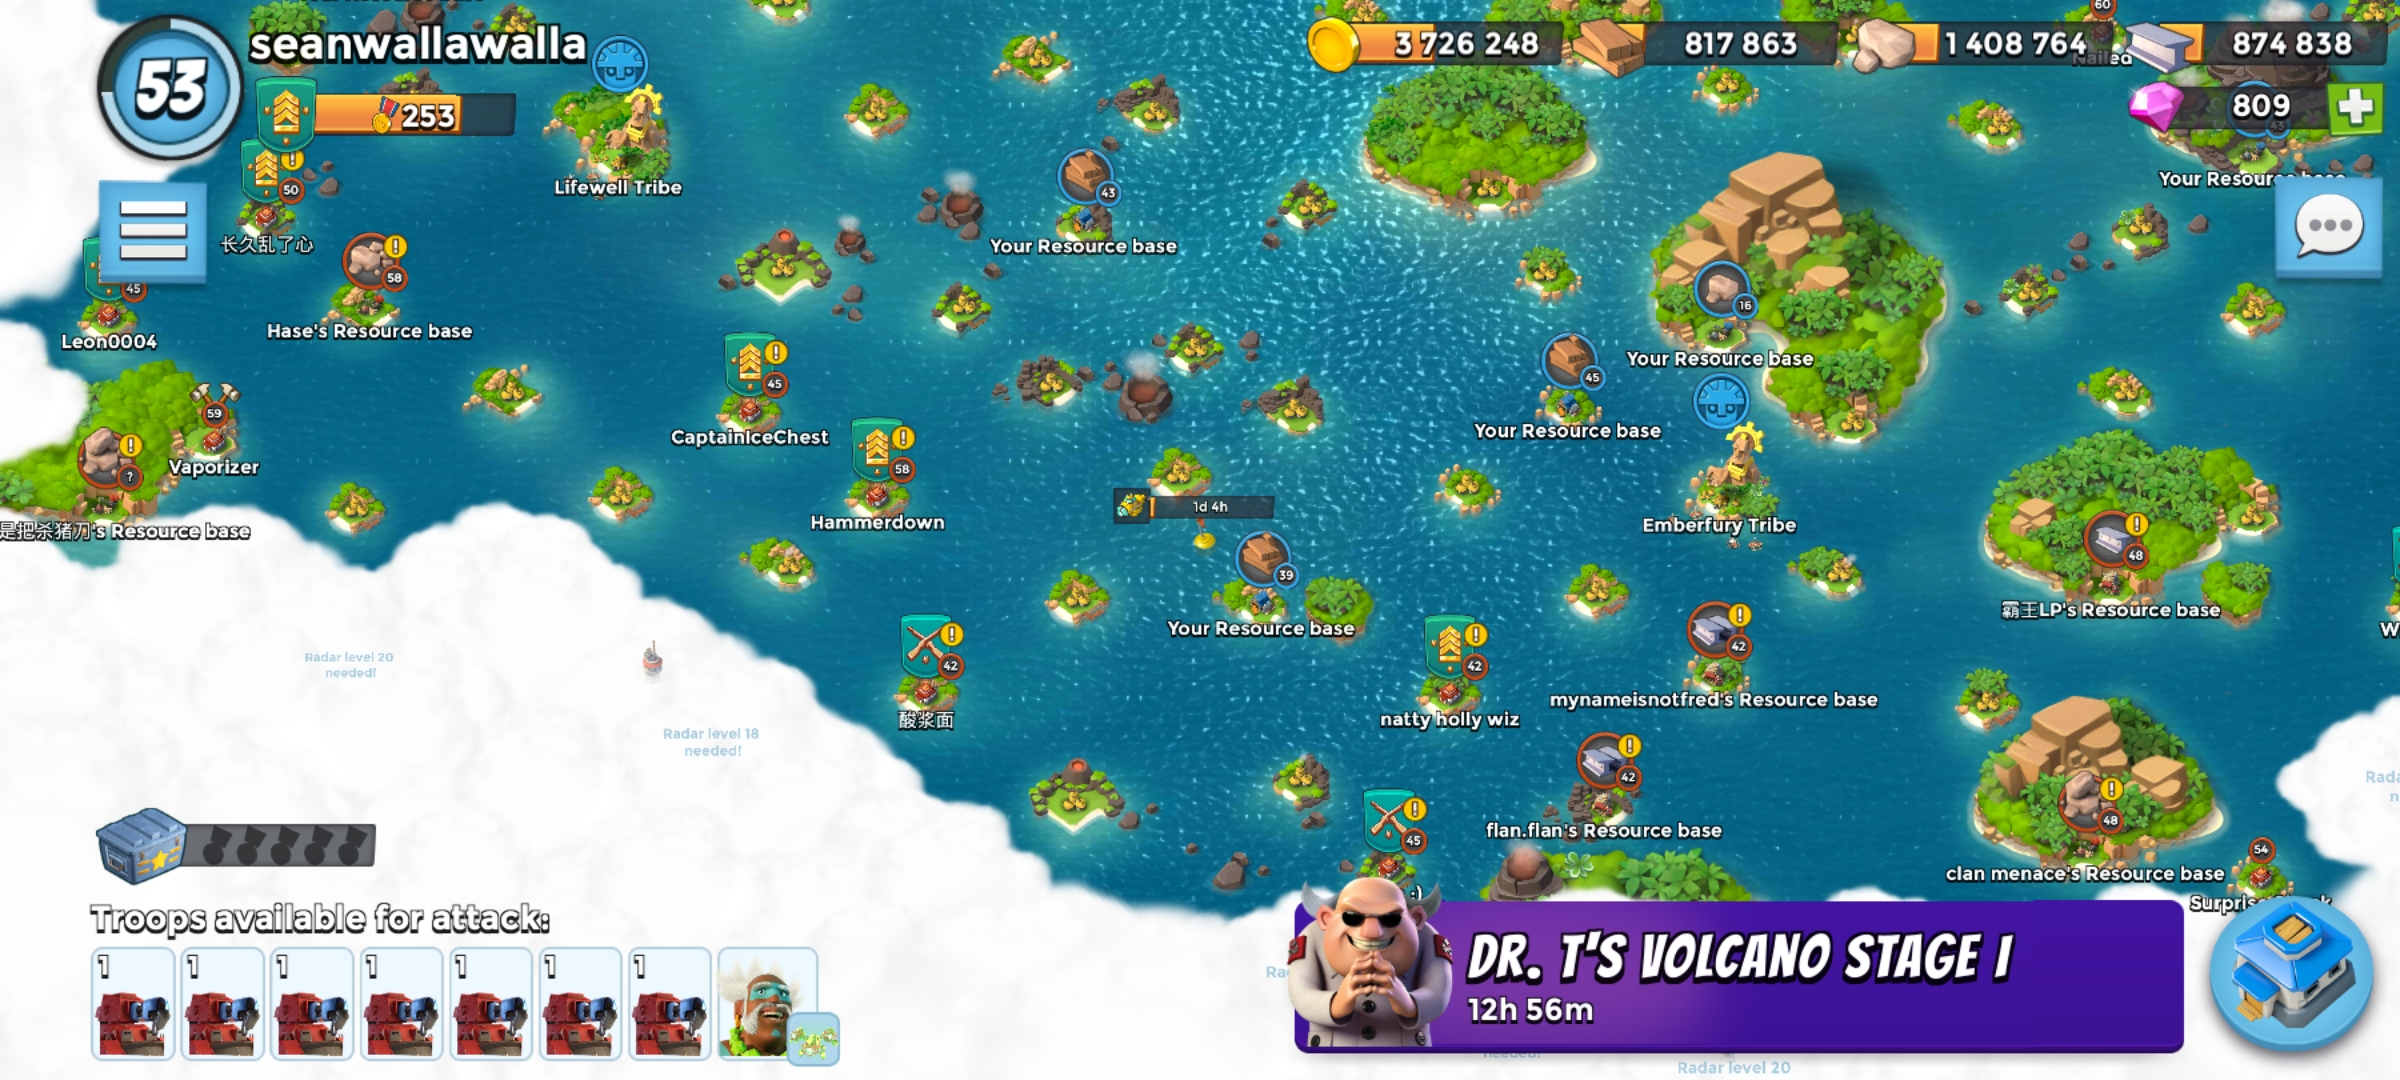 60
seanwallawalla
53
253
3 726 248
817 863
1 408 764
874 838
Nailed
809
43
Lifewell Tribe
50
长久乱了心
43
Your Resource base
58
Hase's Resource base
45
Leon0004
16
Your Resource base
45
Your Resource base
45
CaptainIceChest
58
Hammerdown
59
Vaporizer
?
是把杀猪刀's Resource base
1d 4h
39
Your Resource base
Emberfury Tribe
48
霸王LP's Resource base
42
酸浆面
42
natty holly wiz
42
mynameisnotfred's Resource base
42
flan.flan's Resource base
45
:)
48
clan menace's Resource base
54
Radar level 20
needed!
Radar level 18
needed!
Troops available for attack:
1
1
1
1
1
1
1
DR. T'S VOLCANO STAGE I
12h 56m
needed!
Radar level 20